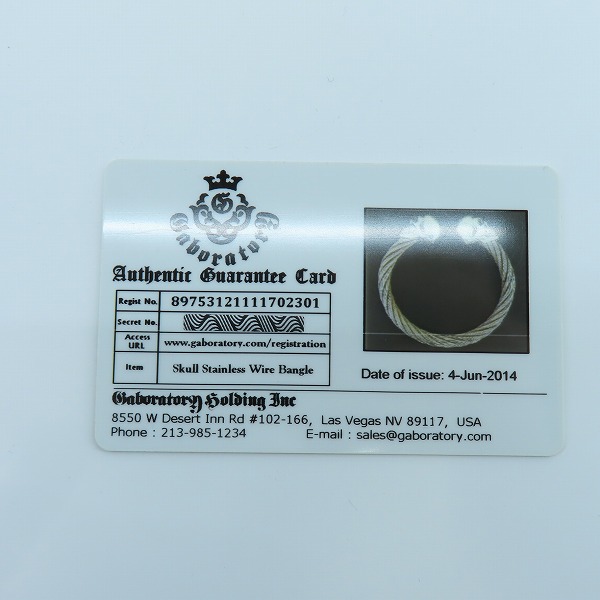 G
Gaboratory
Authentic Guarantee Card
Regist No. 89753121111702301
Secret No.
Access URL www.gaboratory.com/registration
Item Skull Stainless Wire Bangle
Date of issue: 4-Jun-2014
Gaboratory Holding Inc
8550 W Desert Inn Rd #102-166, Las Vegas NV 89117, USA
Phone : 213-985-1234 E-mail : sales@gaboratory.com